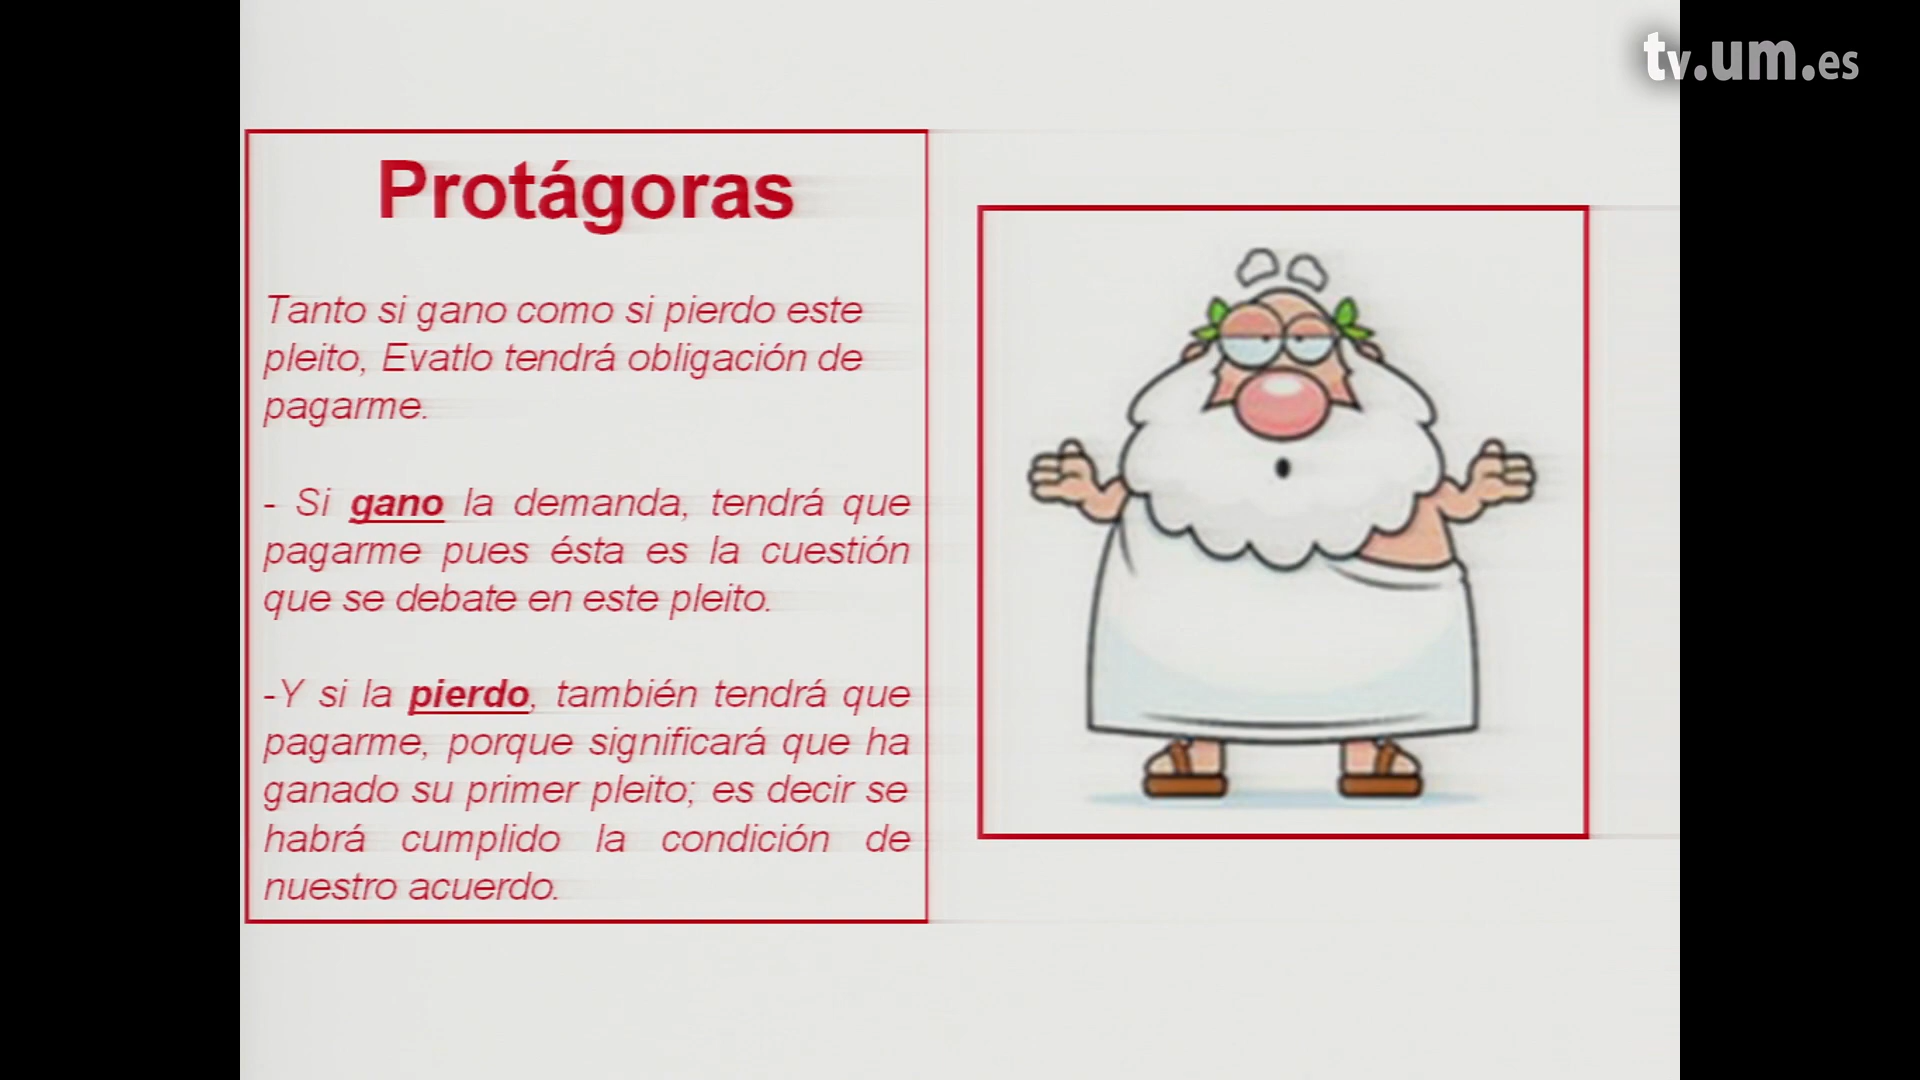 tv.um.es
Protágoras
Tanto si gano como si pierdo este
pleito, Evatlo tendrá obligación de
pagarme.
- Si gano la demanda, tendrá que
pagarme pues ésta es la cuestión
que se debate en este pleito.
-Y si la pierdo, también tendrá que
pagarme, porque significará que ha
ganado su primer pleito; es decir se
habrá cumplido la condición de
nuestro acuerdo.